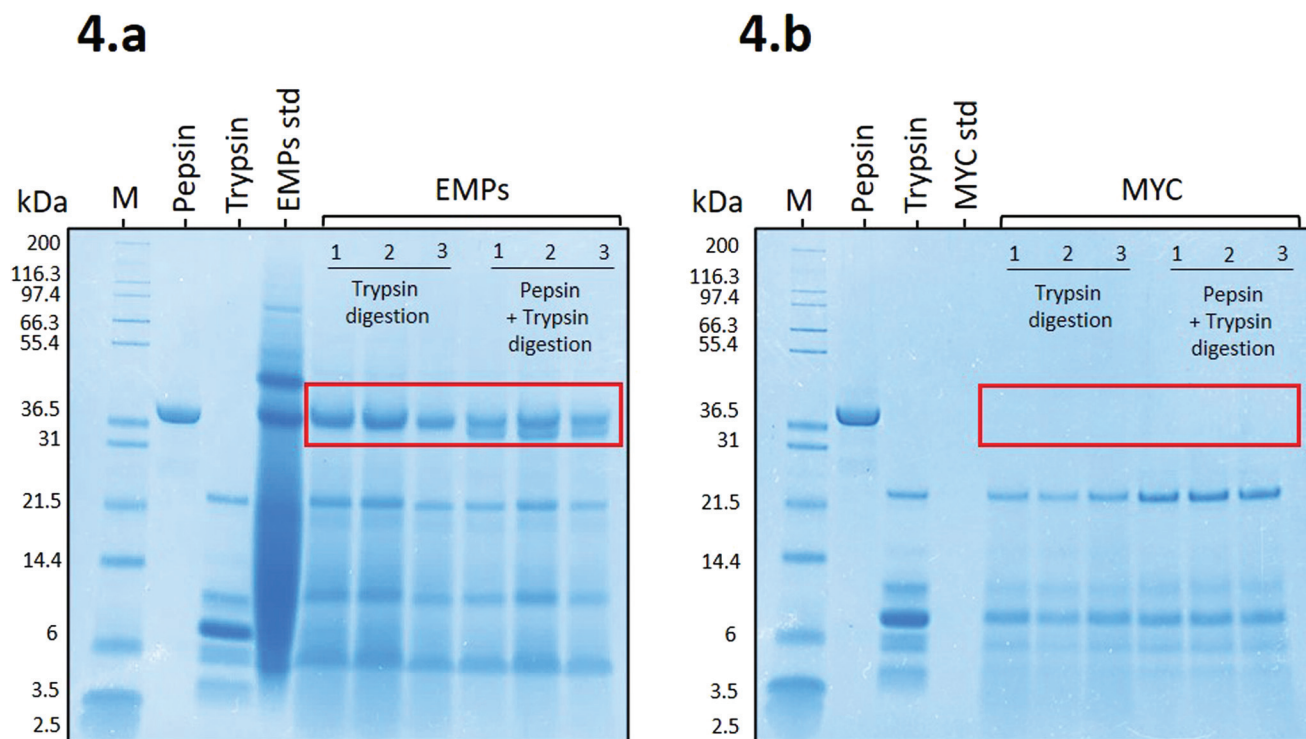 4.a
kDa
M
Pepsin
Trypsin
EMPs std
EMPs
200
116.3
97.4
66.3
55.4
36.5
31
21.5
14.4
6
3.5
2.5
1 2 3 1 2 3
Trypsin
digestion
Pepsin
+ Trypsin
digestion
4.b
kDa
M
Pepsin
Trypsin
MYC std
MYC
200
116.3
97.4
66.3
55.4
36.5
31
21.5
14.4
6
3.5
2.5
1 2 3 1 2 3
Trypsin
digestion
Pepsin
+ Trypsin
digestion